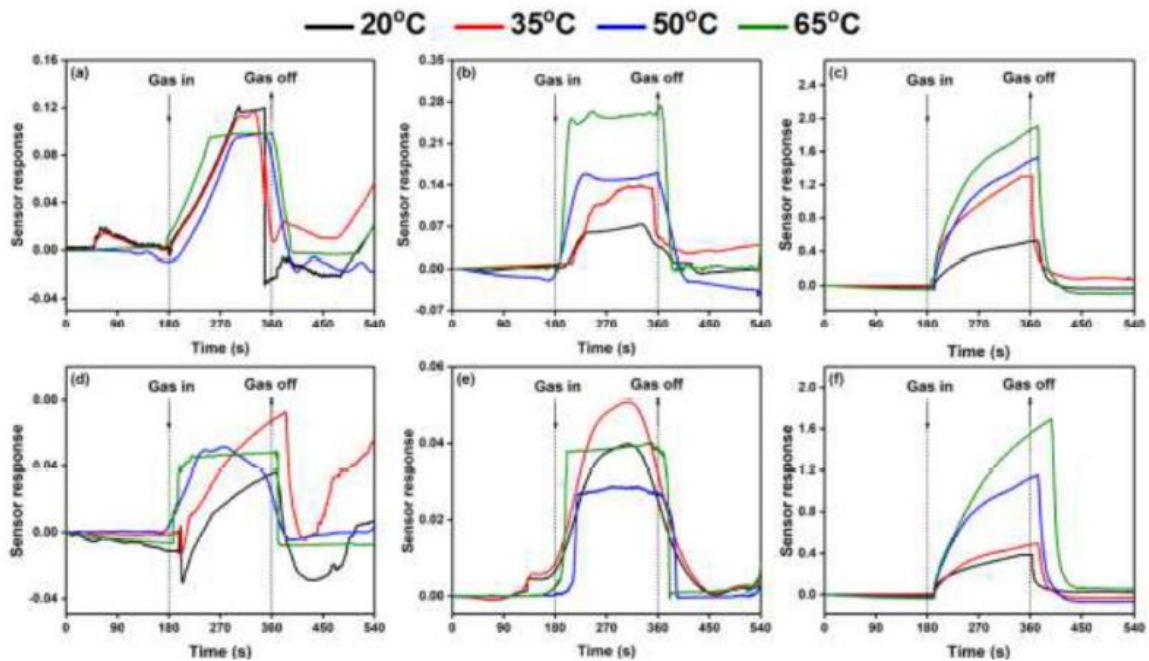 20°C 35°C 50°C 65°C
(a) Gas in Gas off
0.16
0.12
0.08
0.04
0.00
-0.04
Sensor response
0 90 180 270 360 450 540
Time (s)
(b) Gas in Gas off
0.35
0.28
0.21
0.14
0.07
0.00
-0.07
Sensor response
0 90 180 270 360 450 540
Time (s)
(c) Gas in Gas off
2.4
2.0
1.6
1.2
0.8
0.4
0.0
Sensor response
0 90 180 270 360 450 540
Time (s)
(d) Gas in Gas off
0.08
0.04
0.00
-0.04
Sensor response
0 90 180 270 360 450 540
Time (s)
(e) Gas in Gas off
0.06
0.04
0.02
0.00
Sensor response
0 90 180 270 360 450 540
Time (s)
(f) Gas in Gas off
2.0
1.6
1.2
0.8
0.4
0.0
Sensor response
0 90 180 270 360 450 540
Time (s)